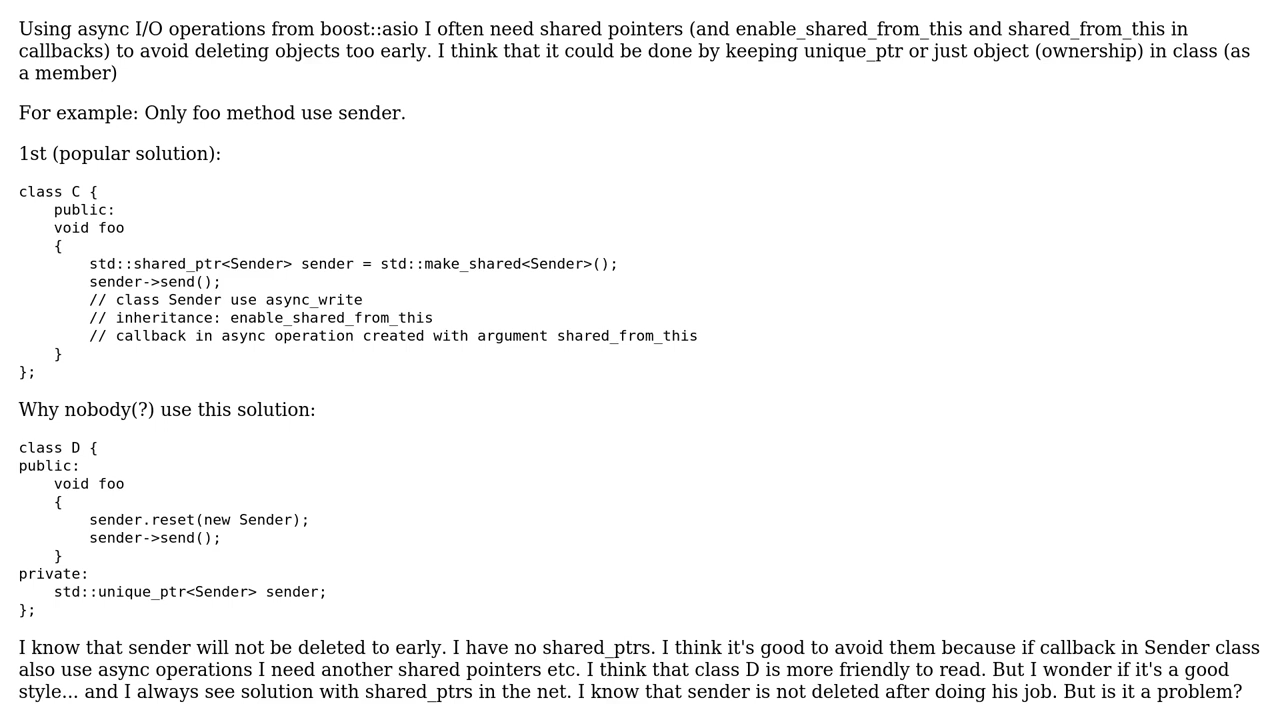 Using async I/O operations from boost::asio I often need shared pointers (and enable_shared_from_this and shared_from_this in
callbacks) to avoid deleting objects too early. I think that it could be done by keeping unique_ptr or just object (ownership) in class (as
a member)
For example: Only foo method use sender.
1st (popular solution):
class C {
    public:
    void foo
    {
        std::shared_ptr<Sender> sender = std::make_shared<Sender>();
        sender->send();
        // class Sender use async_write
        // inheritance: enable_shared_from_this
        // callback in async operation created with argument shared_from_this
    }
};
Why nobody(?) use this solution:
class D {
public:
    void foo
    {
        sender.reset(new Sender);
        sender->send();
    }
private:
    std::unique_ptr<Sender> sender;
};
I know that sender will not be deleted to early. I have no shared_ptrs. I think it's good to avoid them because if callback in Sender class
also use async operations I need another shared pointers etc. I think that class D is more friendly to read. But I wonder if it's a good
style... and I always see solution with shared_ptrs in the net. I know that sender is not deleted after doing his job. But is it a problem?